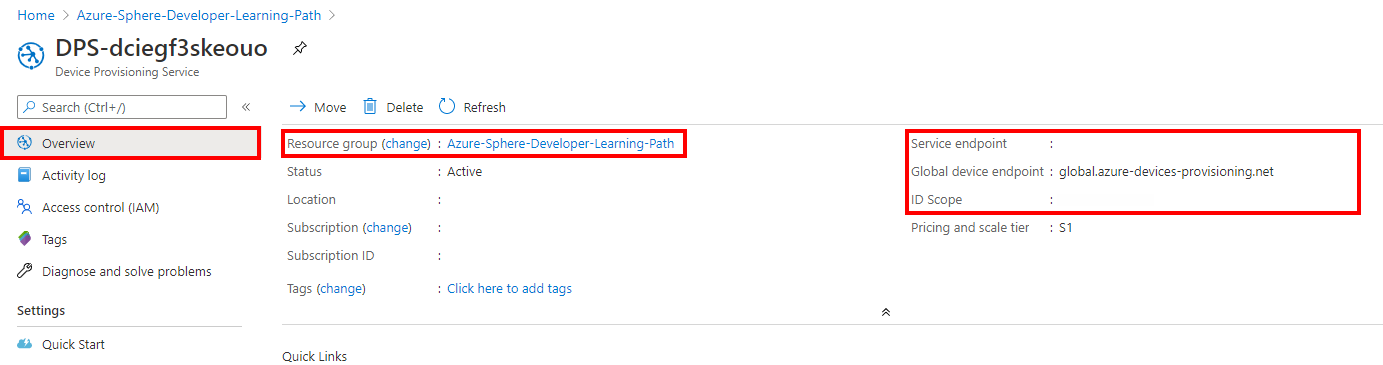 Home > Azure-Sphere-Developer-Learning-Path >
DPS-dciegf3skeouo
Device Provisioning Service
Search (Ctrl+/) «
Move Delete Refresh
Overview
Activity log
Access control (IAM)
Tags
Diagnose and solve problems
Settings
Quick Start
Resource group (change) : Azure-Sphere-Developer-Learning-Path
Status : Active
Location :
Subscription (change) :
Subscription ID :
Tags (change) : Click here to add tags
Service endpoint :
Global device endpoint : global.azure-devices-provisioning.net
ID Scope :
Pricing and scale tier : S1
Quick Links